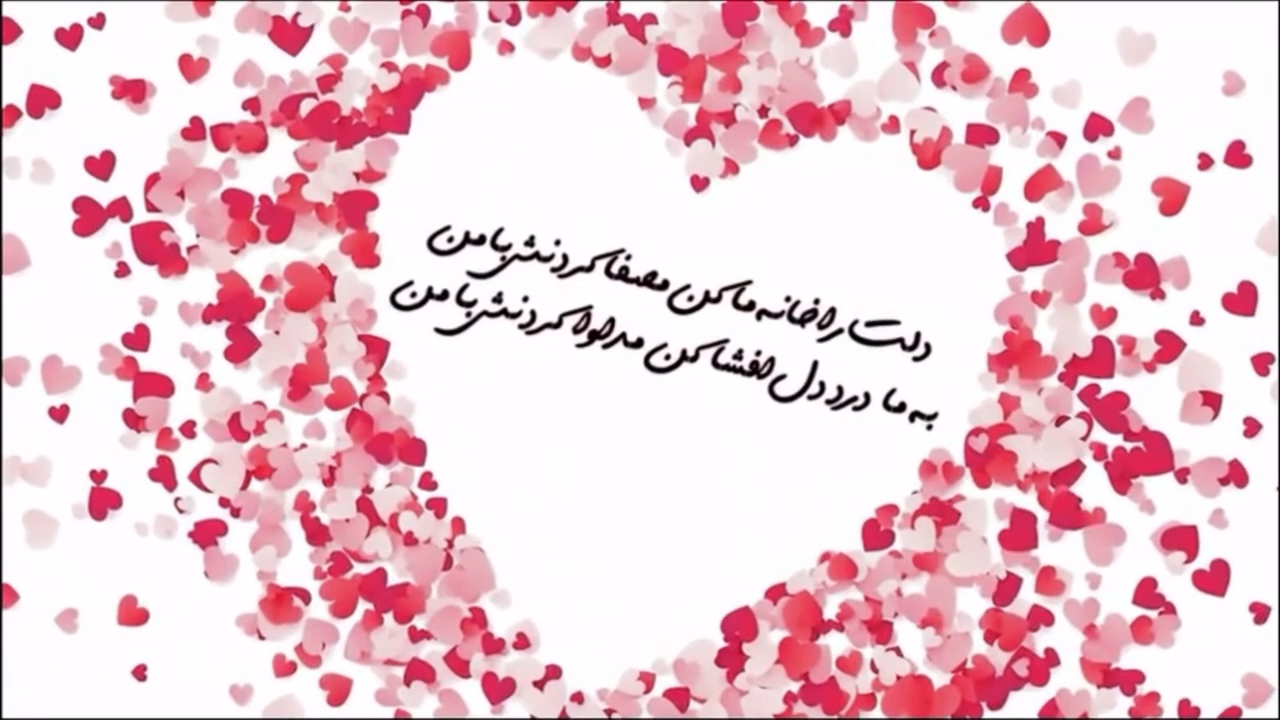 دلت را خانه ما کن مصفا کردنش با من
به ما درد دل افشا کن مداوا کردنش با من